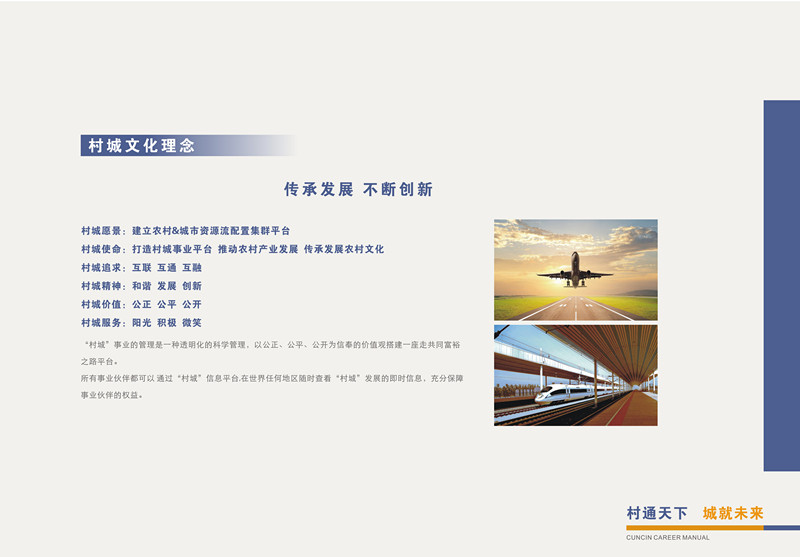 村城文化理念
传承发展 不断创新
村城愿景：建立农村&城市资源流配置集群平台
村城使命：打造村城事业平台 推动农村产业发展 传承发展农村文化
村城追求：互联 互通 互融
村城精神：和谐 发展 创新
村城价值：公正 公平 公开
村城服务：阳光 积极 微笑
“村城”事业的管理是一种透明化的科学管理，以公正、公平、公开为信奉的价值观搭建一座走共同富裕
之路平台。
所有事业伙伴都可以通过“村城”信息平台,在世界任何地区随时查看“村城”发展的即时信息，充分保障
事业伙伴的权益。
村通天下 城就未来
CUNCIN CAREER MANUAL